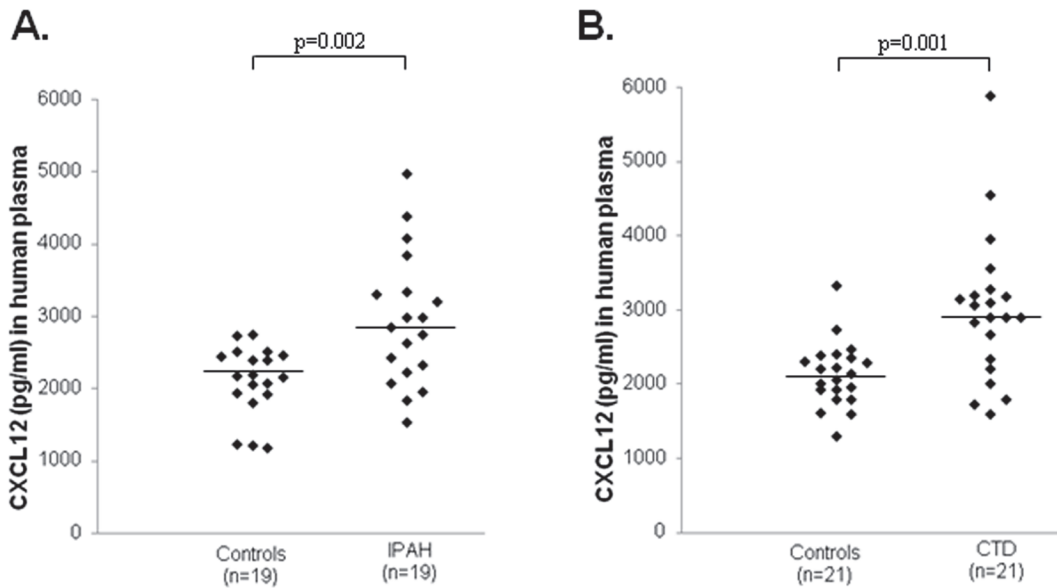 A.
p=0.002
CXCL12 (pg/ml) in human plasma
6000
5000
4000
3000
2000
1000
0
Controls
(n=19)
IPAH
(n=19)
B.
p=0.001
CXCL12 (pg/ml) in human plasma
6000
5000
4000
3000
2000
1000
0
Controls
(n=21)
CTD
(n=21)